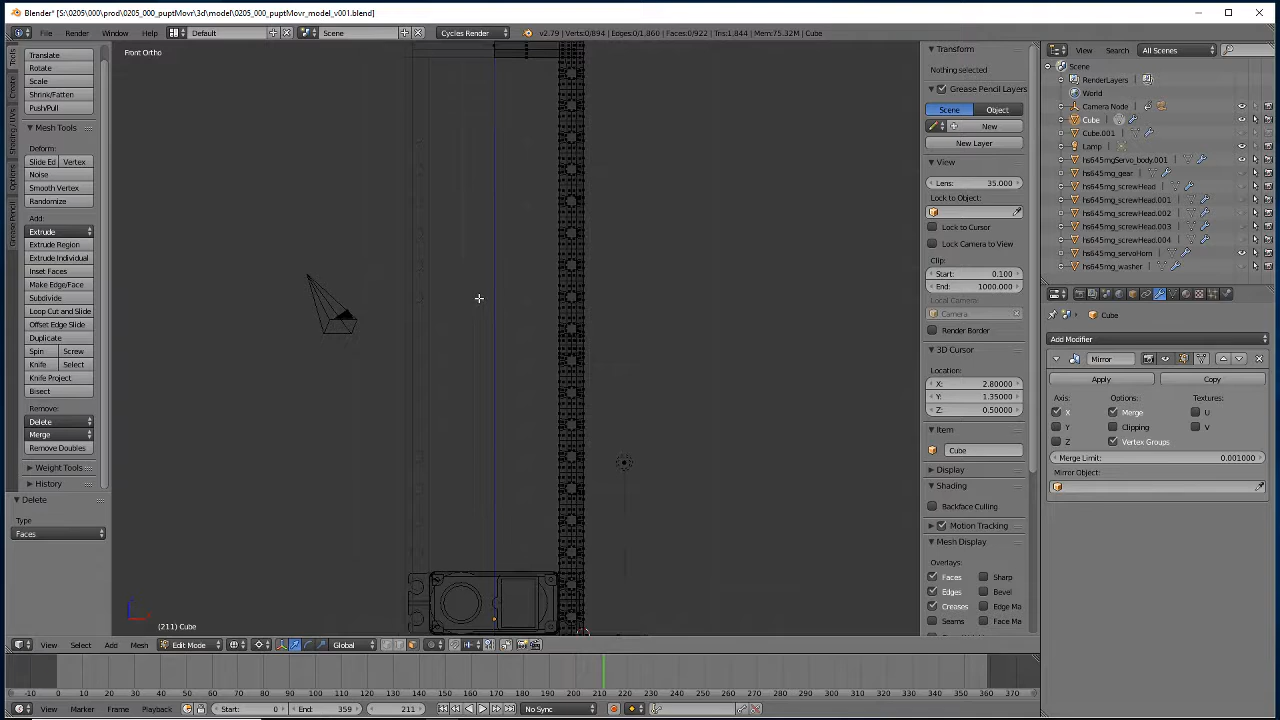 Blender* [S:\0205\000\prod\0205_000_puptMovr\3d\model\0205_000_puptMovr_model_v001.blend]
File Render Window Help Default Scene Cycles Render v2.79 | Verts:0/894 | Edges:0/1,860 | Faces:0/922 | Tris:1,844 | Mem:75.32M | Cube
View Search All Scenes
Tools
Create
Shading / UVs
Options
Grease Pencil
Translate
Rotate
Scale
Shrink/Fatten
Push/Pull
Mesh Tools
Deform:
Slide Ed Vertex
Noise
Smooth Vertex
Randomize
Add:
Extrude
Extrude Region
Extrude Individual
Inset Faces
Make Edge/Face
Subdivide
Loop Cut and Slide
Offset Edge Slide
Duplicate
Spin Screw
Knife Select
Knife Project
Bisect
Remove:
Delete
Merge
Remove Doubles
Weight Tools
History
Delete
Type
Faces
Front Ortho
(211) Cube
Transform
Nothing selected
Grease Pencil Layers
Scene Object
New
New Layer
View
Lens: 35.000
Lock to Object:
Lock to Cursor
Lock Camera to View
Clip:
Start: 0.100
End: 1000.000
Local Camera:
Camera
Render Border
3D Cursor
Location:
X: 2.80000
Y: 1.35000
Z: 0.50000
Item
Cube
Display
Shading
Backface Culling
Motion Tracking
Mesh Display
Overlays:
Faces Sharp
Edges Bevel
Creases Edge Ma
Seams Face Ma
Scene
RenderLayers
World
Camera Node
Cube
Cube.001
Lamp
hs645mgServo_body.001
hs645mg_gear
hs645mg_screwHead
hs645mg_screwHead.001
hs645mg_screwHead.002
hs645mg_screwHead.003
hs645mg_screwHead.004
hs645mg_servoHorn
hs645mg_washer
Cube
Add Modifier
Mirror
Apply Copy
Axis: Options: Textures:
X Merge U
Y Clipping V
Z Vertex Groups
Merge Limit: 0.001000
Mirror Object:
View Select Add Mesh Edit Mode Global
-10 0 10 20 30 40 50 60 70 80 90 100 110 120 130 140 150 160 170 180 190 200 210 220 230 240 250 260 270 280 290 300 310 320 330 340 350 360 370
View Marker Frame Playback Start: 0 End: 359 211 No Sync